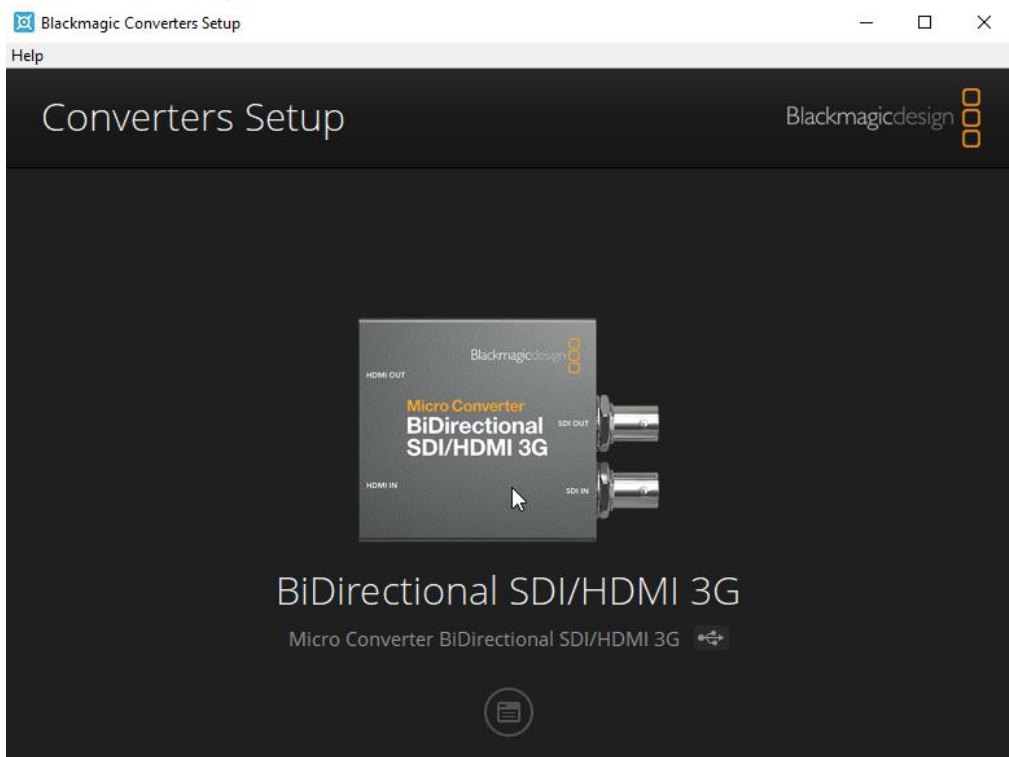 Blackmagic Converters Setup
Help
Converters Setup
Blackmagicdesign
Blackmagicdesign
HDMI OUT
Micro Converter
BiDirectional
SDI/HDMI 3G
SDI OUT
HDMI IN
SDI IN
BiDirectional SDI/HDMI 3G
Micro Converter BiDirectional SDI/HDMI 3G